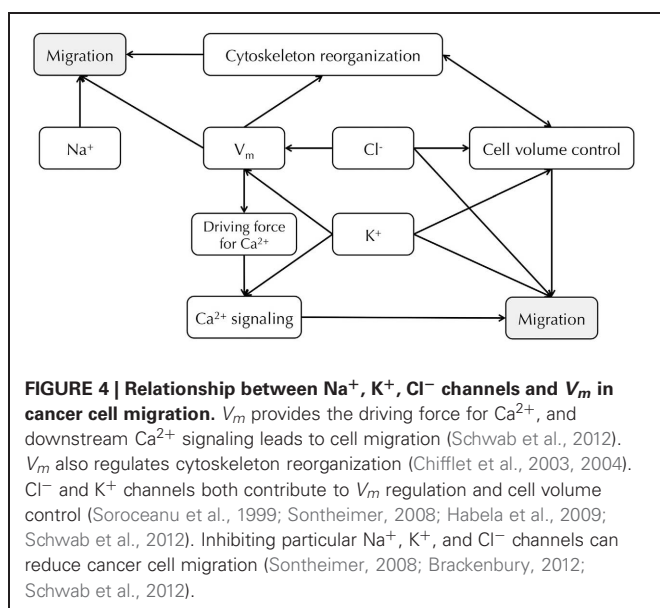 Migration
Cytoskeleton reorganization
Na⁺
Vₘ
Cl⁻
Cell volume control
Driving force
for Ca²⁺
K⁺
Ca²⁺ signaling
Migration
FIGURE 4 | Relationship between Na⁺, K⁺, Cl⁻ channels and Vₘ in
cancer cell migration. Vₘ provides the driving force for Ca²⁺, and
downstream Ca²⁺ signaling leads to cell migration (Schwab et al., 2012).
Vₘ also regulates cytoskeleton reorganization (Chifflet et al., 2003, 2004).
Cl⁻ and K⁺ channels both contribute to Vₘ regulation and cell volume
control (Soroceanu et al., 1999; Sontheimer, 2008; Habela et al., 2009;
Schwab et al., 2012). Inhibiting particular Na⁺, K⁺, and Cl⁻ channels can
reduce cancer cell migration (Sontheimer, 2008; Brackenbury, 2012;
Schwab et al., 2012).